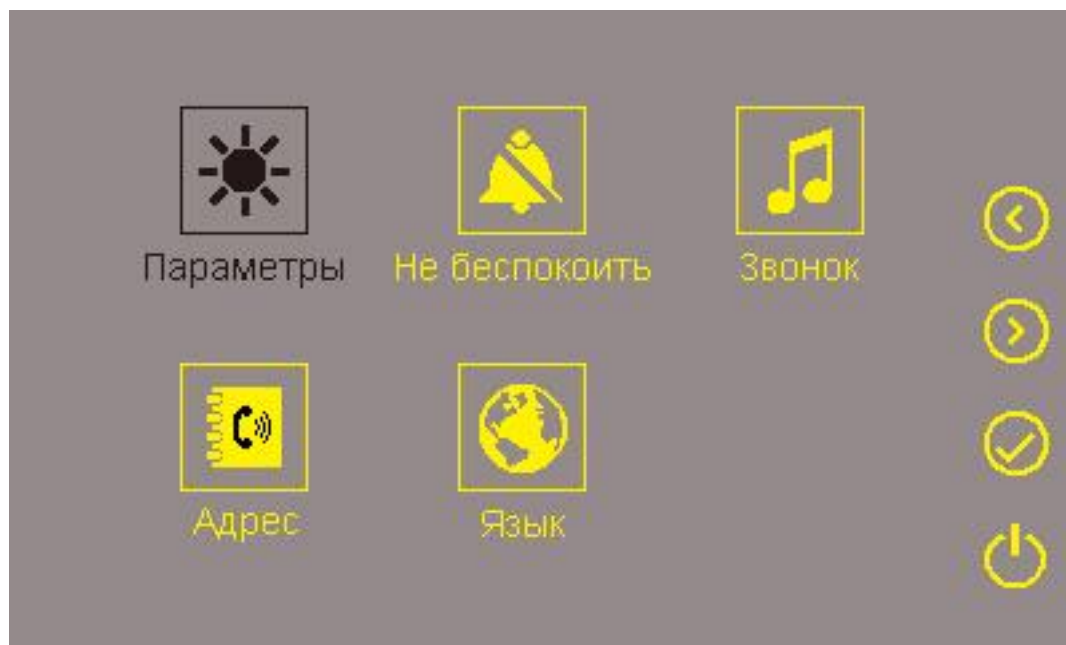 Параметры
Не беспокоить
Звонок
Адрес
Язык